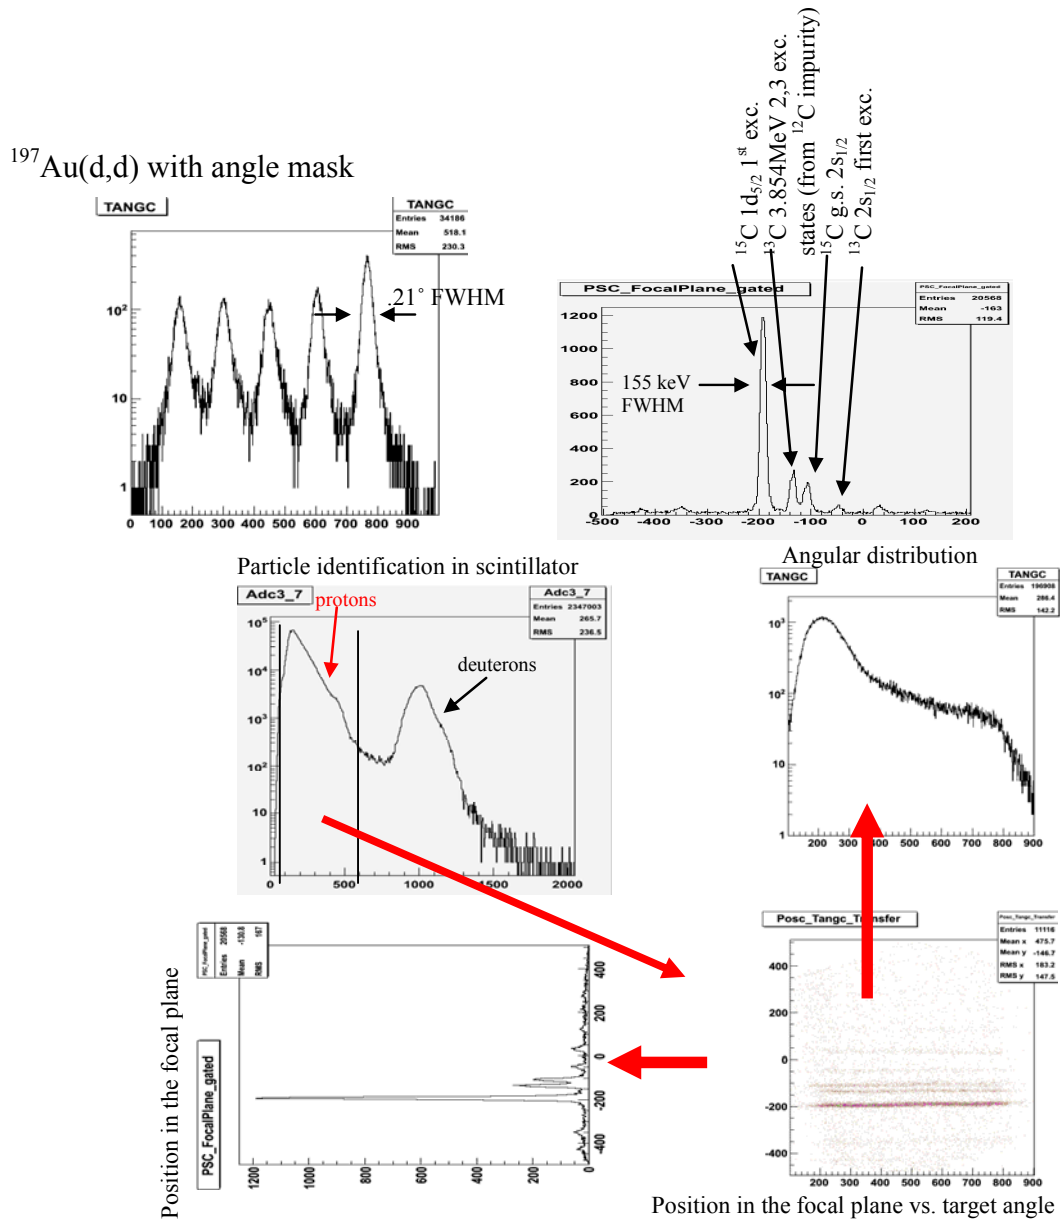 ¹⁵C 1d₅/₂ 1ˢᵗ exc.
¹³C 3.854MeV 2,3 exc.
states (from ¹²C impurity)
¹⁵C g.s. 2s₁/₂
¹³C 2s₁/₂ first exc.
¹⁹⁷Au(d,d) with angle mask
TANGC
TANGC
Entries 34186
Mean 518.1
RMS 230.3
10²
10
1
.21° FWHM
0 100 200 300 400 500 600 700 800 900
PSC_FocalPlane_gated
PSC_FocalPlane_gated
Entries 20568
Mean -163
RMS 119.4
1200
1000
800
600
400
200
0
155 keV
FWHM
-500 -400 -300 -200 -100 0 100 200
Particle identification in scintillator
Adc3_7
Adc3_7
Entries 2347003
Mean 265.7
RMS 236.5
protons
deuterons
10⁵
10⁴
10³
10²
10
1
0 500 1000 1500 2000
Angular distribution
TANGC
TANGC
Entries 196908
Mean 286.4
RMS 142.2
10³
10²
10
1
200 300 400 500 600 700 800 900
Position in the focal plane
PSC_FocalPlane_gated
PSC_FocalPlane_gated
Entries 20568
Mean -130.8
RMS 167
400
200
0
-200
-400
1200 1000 800 600 400 200 0
Posc_Tangc_Transfer
Posc_Tangc_Transfer
Entries 11116
Mean x 475.7
Mean y -146.7
RMS x 183.2
RMS y 147.5
400
200
0
-200
-400
200 300 400 500 600 700 800 900
Position in the focal plane vs. target angle